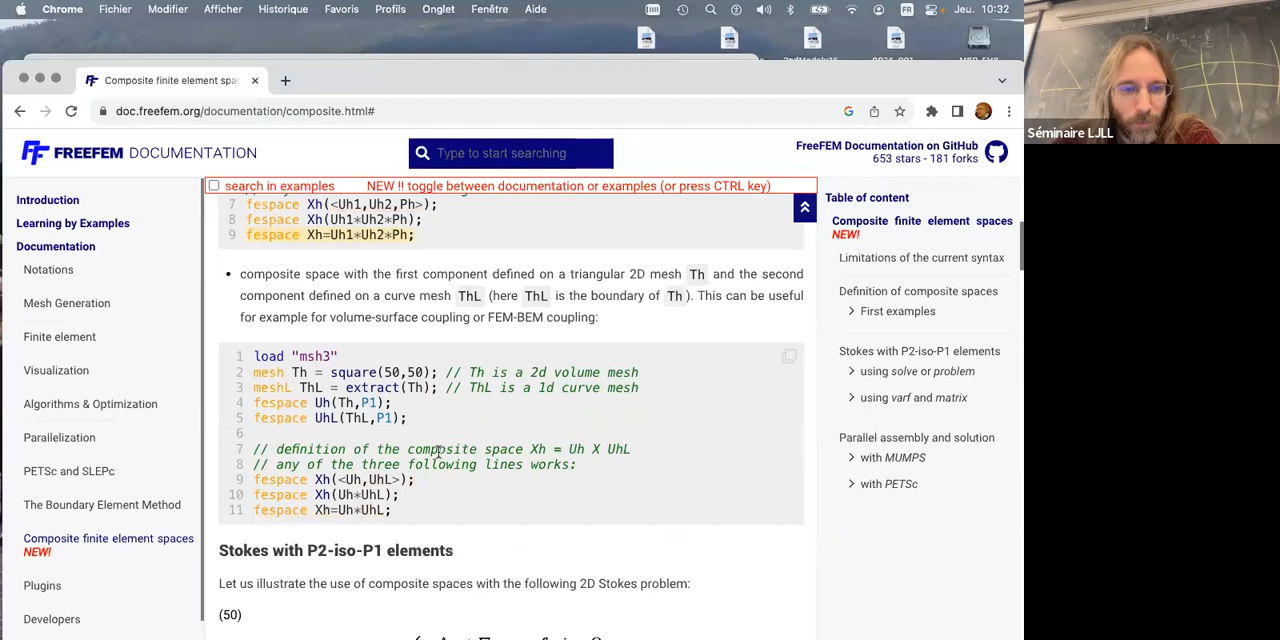 Chrome Fichier Modifier Afficher Historique Favoris Profils Onglet Fenêtre Aide FR Jeu. 10:32
Composite finite element spa
doc.freefem.org/documentation/composite.html#
Séminaire LJLL
FREEFEM DOCUMENTATION
Type to start searching
FreeFEM Documentation on GitHub
653 stars - 181 forks
Introduction
Learning by Examples
Documentation
Notations
Mesh Generation
Finite element
Visualization
Algorithms & Optimization
Parallelization
PETSc and SLEPc
The Boundary Element Method
Composite finite element spaces
NEW!
Plugins
Developers
search in examples NEW !! toggle between documentation or examples (or press CTRL key)
7 fespace Xh(<Uh1,Uh2,Ph>);
8 fespace Xh(Uh1*Uh2*Ph);
9 fespace Xh=Uh1*Uh2*Ph;
• composite space with the first component defined on a triangular 2D mesh Th and the second
component defined on a curve mesh ThL (here ThL is the boundary of Th ). This can be useful
for example for volume-surface coupling or FEM-BEM coupling:
1 load "msh3"
2 mesh Th = square(50,50); // Th is a 2d volume mesh
3 meshL ThL = extract(Th); // ThL is a 1d curve mesh
4 fespace Uh(Th,P1);
5 fespace UhL(ThL,P1);
6
7 // definition of the composite space Xh = Uh X UhL
8 // any of the three following lines works:
9 fespace Xh(<Uh,UhL>);
10 fespace Xh(Uh*UhL);
11 fespace Xh=Uh*UhL;
Stokes with P2-iso-P1 elements
Let us illustrate the use of composite spaces with the following 2D Stokes problem:
(50)
Table of content
Composite finite element spaces
NEW!
Limitations of the current syntax
Definition of composite spaces
First examples
Stokes with P2-iso-P1 elements
using solve or problem
using varf and matrix
Parallel assembly and solution
with MUMPS
with PETSc